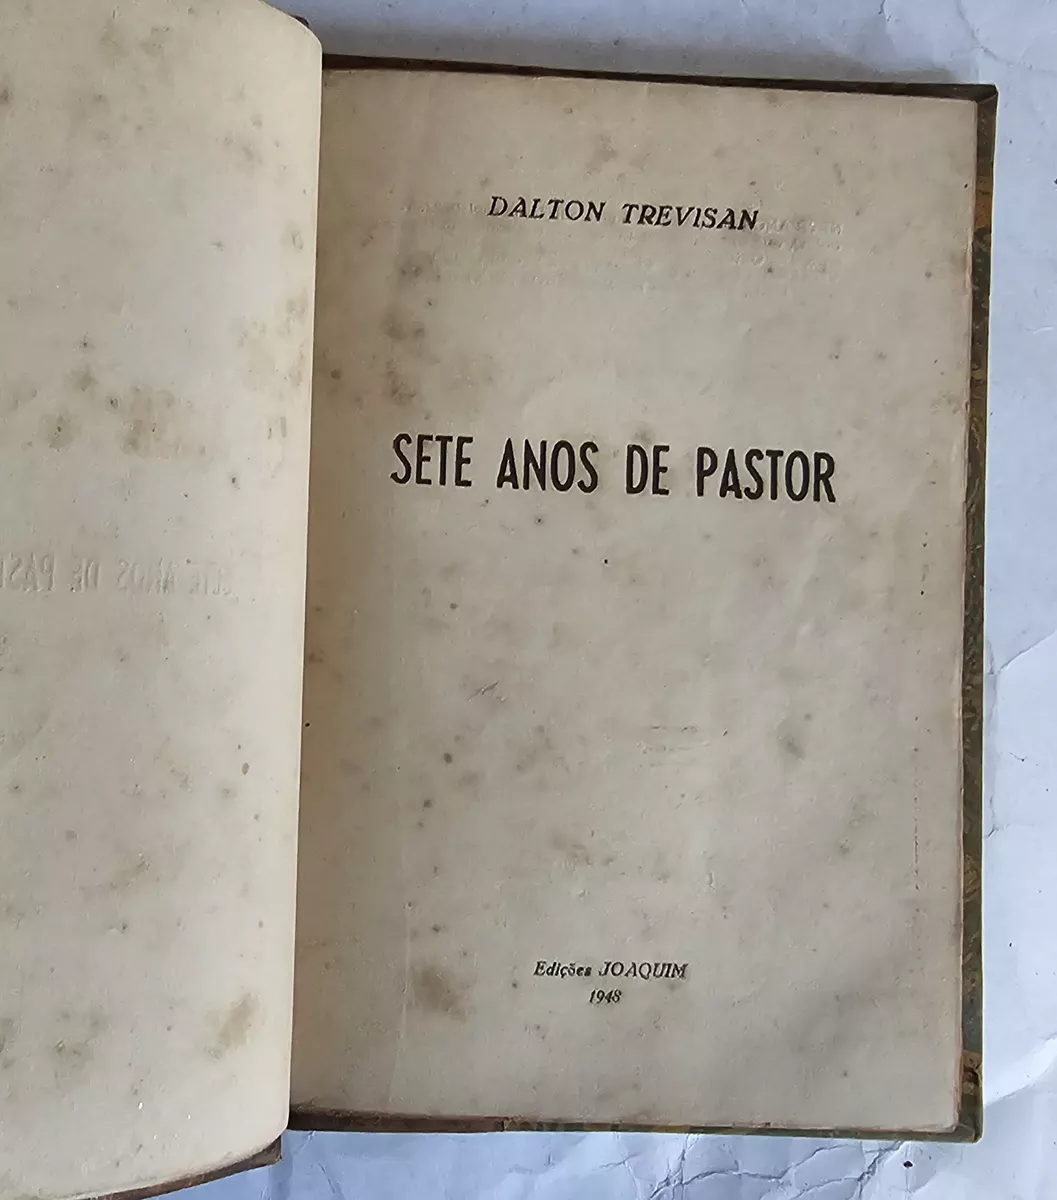 DALTON TREVISAN
SETE ANOS DE PASTOR
Edições JOAQUIM
1948